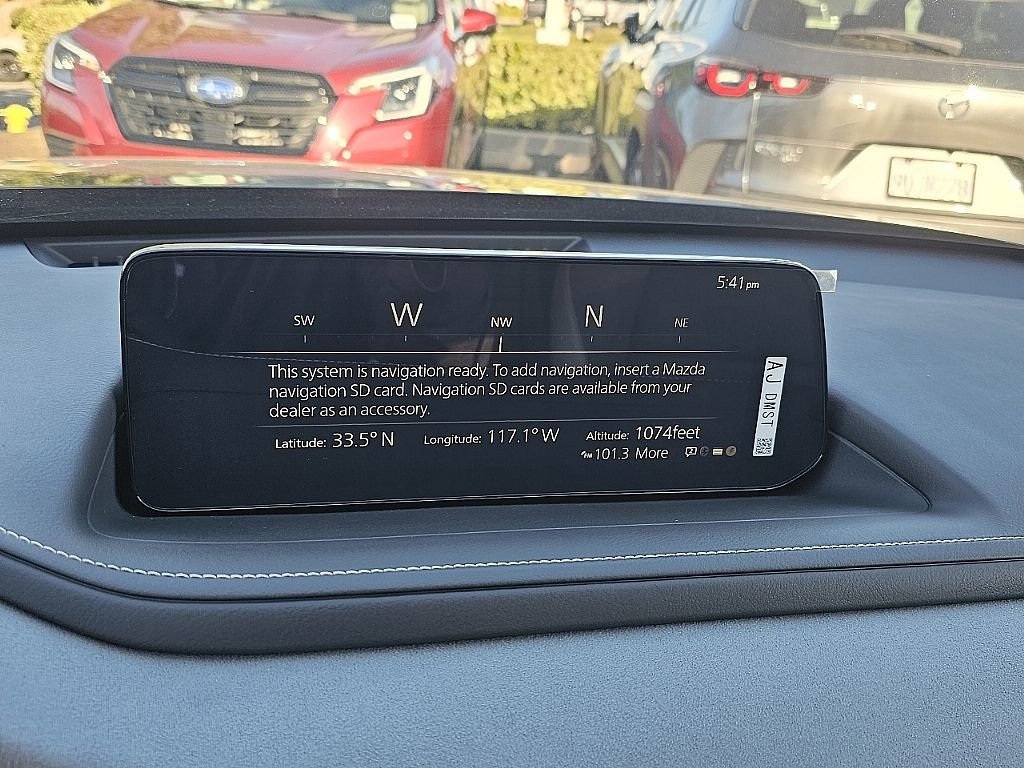 5:41pm
SW W NW N NE
This system is navigation ready. To add navigation, insert a Mazda
navigation SD card. Navigation SD cards are available from your
dealer as an accessory.
Latitude: 33.5° N Longitude: 117.1° W Altitude: 1074feet
101.3 More
AJ DMST